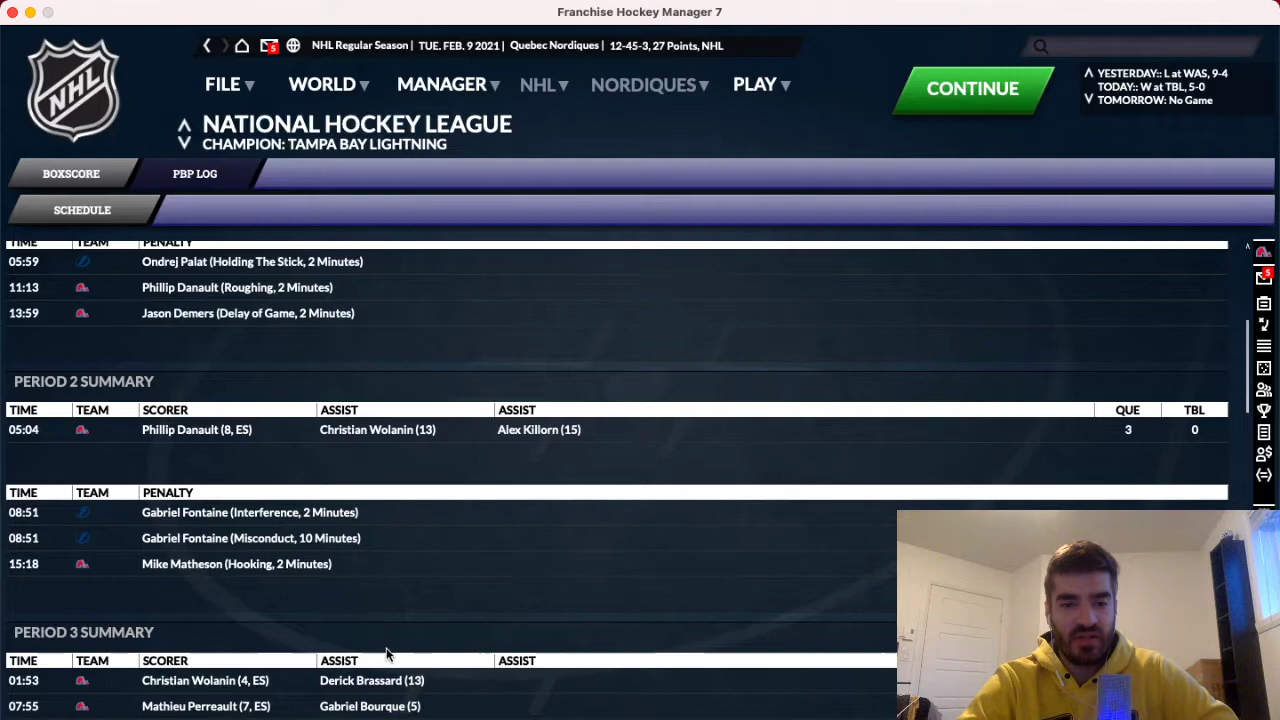 Franchise Hockey Manager 7
NHL
5
NHL Regular Season | TUE. FEB. 9 2021 | Quebec Nordiques | 12-45-3, 27 Points, NHL
FILE WORLD MANAGER NHL NORDIQUES PLAY
CONTINUE
YESTERDAY:: L at WAS, 9-4
TODAY:: W at TBL, 5-0
TOMORROW: No Game
NATIONAL HOCKEY LEAGUE
CHAMPION: TAMPA BAY LIGHTNING
BOXSCORE PBP LOG
SCHEDULE
TIME TEAM PENALTY
05:59 Ondrej Palat (Holding The Stick, 2 Minutes)
5
11:13 Phillip Danault (Roughing, 2 Minutes)
13:59 Jason Demers (Delay of Game, 2 Minutes)
PERIOD 2 SUMMARY
TIME TEAM SCORER ASSIST ASSIST QUE TBL
05:04 Phillip Danault (8, ES) Christian Wolanin (13) Alex Killorn (15) 3 0
TIME TEAM PENALTY
08:51 Gabriel Fontaine (Interference, 2 Minutes)
08:51 Gabriel Fontaine (Misconduct, 10 Minutes)
15:18 Mike Matheson (Hooking, 2 Minutes)
PERIOD 3 SUMMARY
TIME TEAM SCORER ASSIST ASSIST
01:53 Christian Wolanin (4, ES) Derick Brassard (13)
07:55 Mathieu Perreault (7, ES) Gabriel Bourque (5)